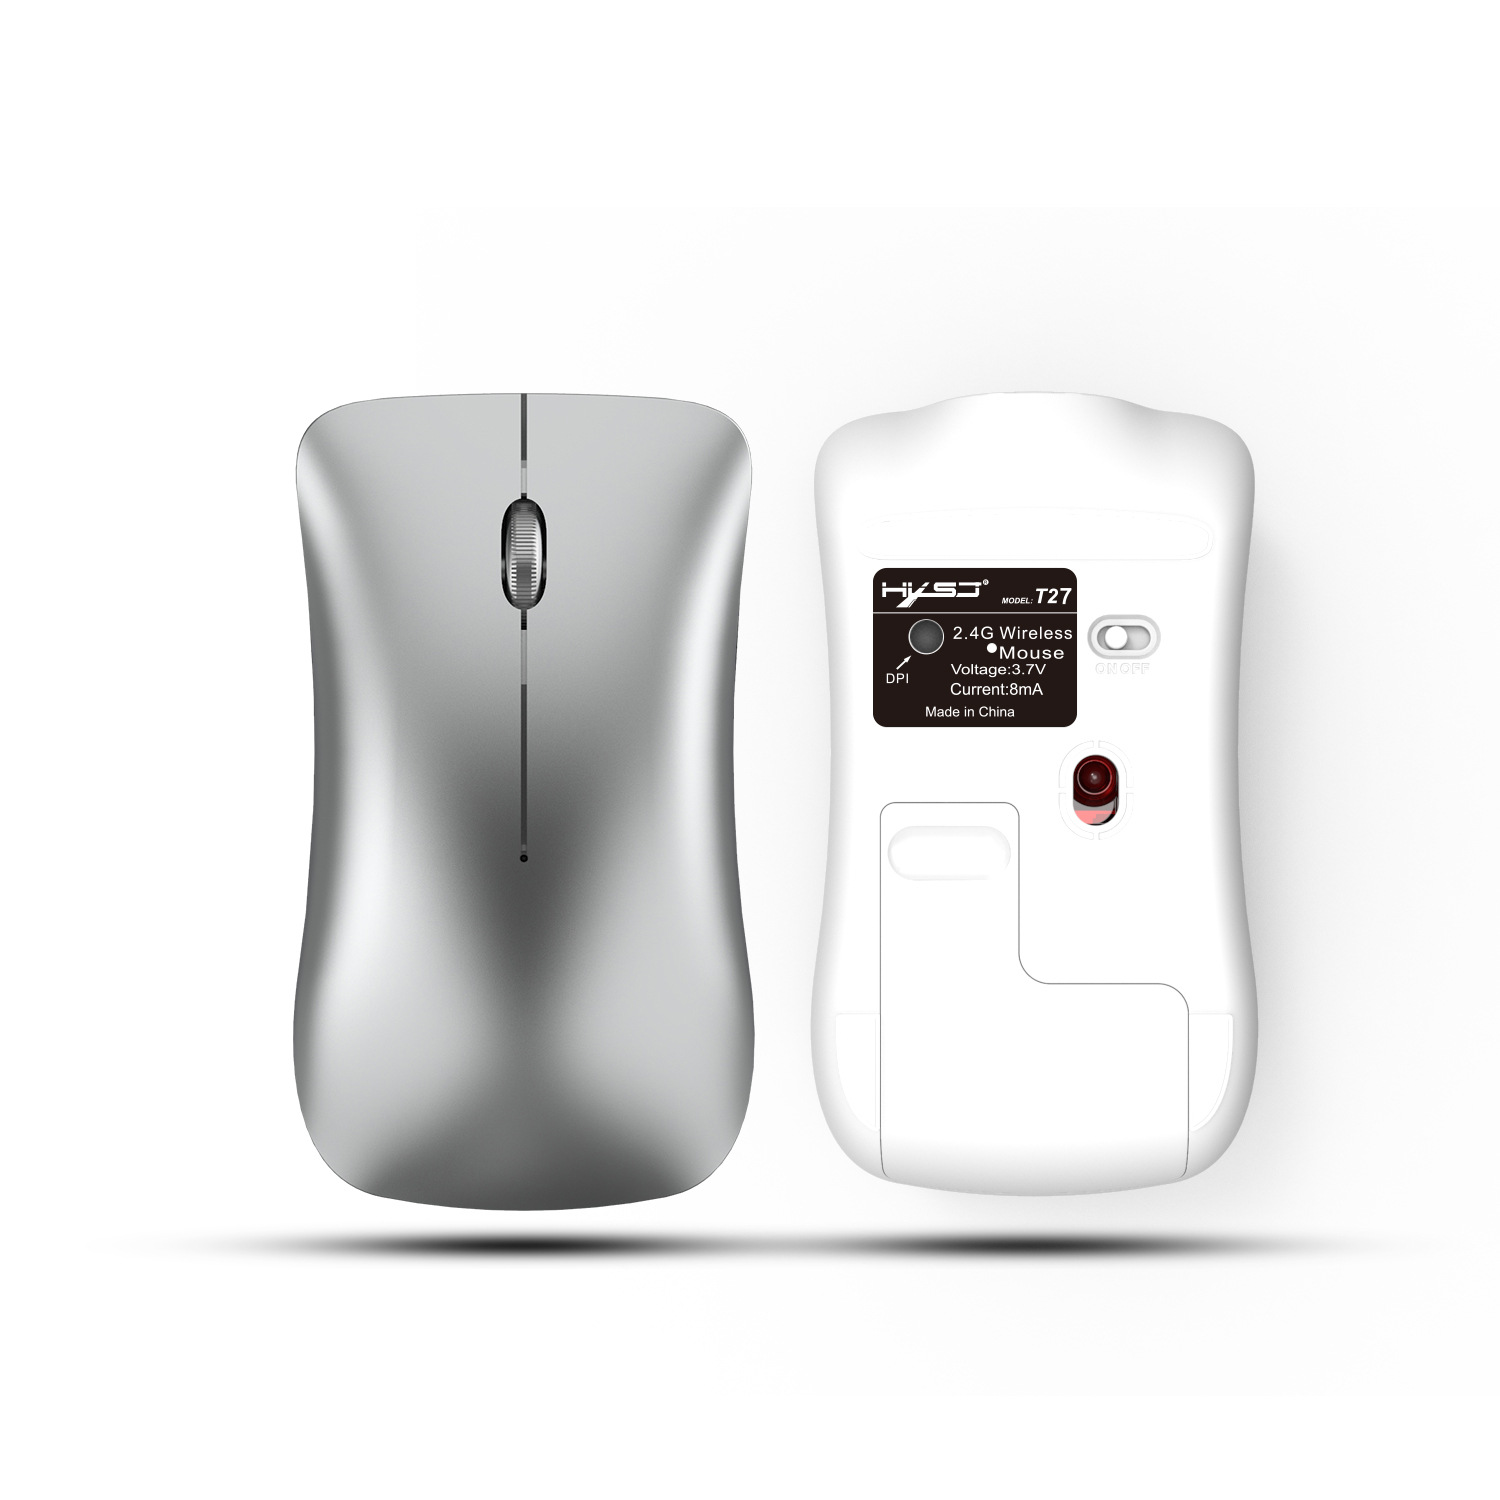 HXSJ®
MODEL: T27
2.4G Wireless
Mouse
DPI
Voltage:3.7V
Current:8mA
Made in China
ON OFF